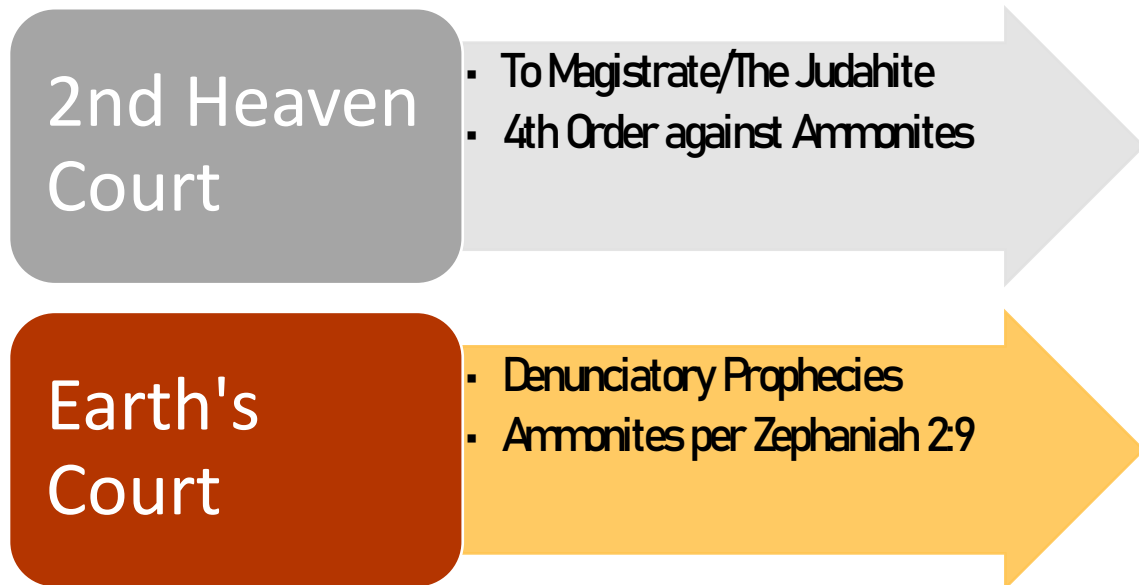 2nd Heaven
Court
▪ To Magistrate/The Judahite
▪ 4th Order against Ammonites
Earth's
Court
▪ Denunciatory Prophecies
▪ Ammonites per Zephaniah 2:9